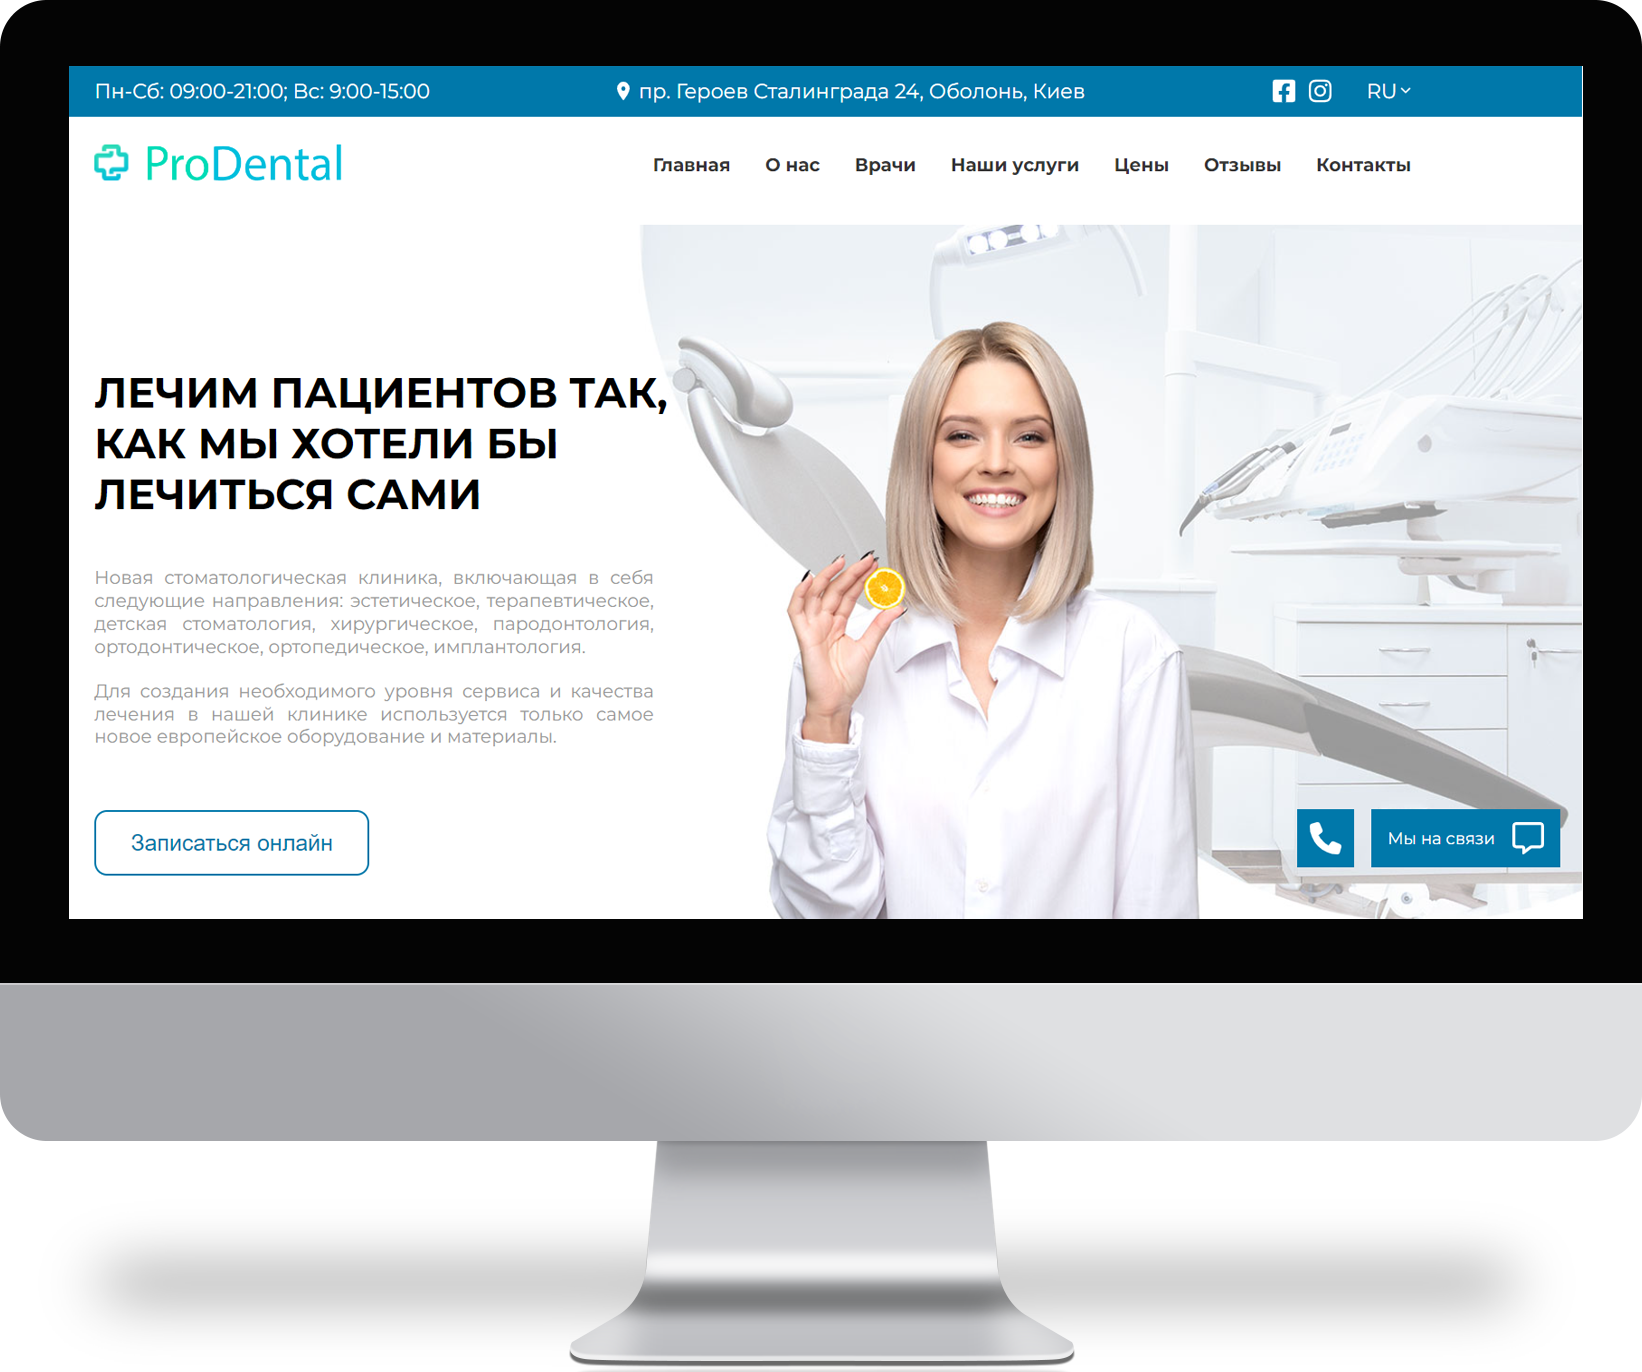 Пн-Сб: 09:00-21:00; Вс: 9:00-15:00
пр. Героев Сталинграда 24, Оболонь, Киев
RU
ProDental
Главная О нас Врачи Наши услуги Цены Отзывы Контакты
ЛЕЧИМ ПАЦИЕНТОВ ТАК,
КАК МЫ ХОТЕЛИ БЫ
ЛЕЧИТЬСЯ САМИ
Новая стоматологическая клиника, включающая в себя
следующие направления: эстетическое, терапевтическое,
детская стоматология, хирургическое, пародонтология,
ортодонтическое, ортопедическое, имплантология.
Для создания необходимого уровня сервиса и качества
лечения в нашей клинике используется только самое
новое европейское оборудование и материалы.
Записаться онлайн
Мы на связи